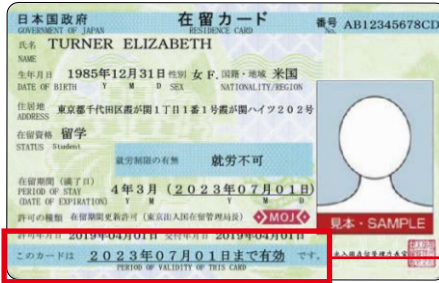 日本国政府 在留カード 番号 AB12345678CD
GOVERNMENT OF JAPAN RESIDENCE CARD No.
氏名 TURNER ELIZABETH
NAME
生年月日 1985年12月31日 性別 女 F. 国籍・地域 米国
DATE OF BIRTH Y M D SEX NATIONALITY/REGION
住居地 東京都千代田区霞が関1丁目1番1号霞が関ハイツ202号
ADDRESS
在留資格 留学
STATUS Student
就労制限の有無 就労不可
在留期間(満了日) 4年3月(2023年07月01日)
PERIOD OF STAY
(DATE OF EXPIRATION) Y M Y M D
許可の種類 在留期間更新許可(東京出入国在留管理局長) MOJ
見本・SAMPLE
許可年月日 2019年04月01日 交付年月日 2019年04月01日
このカードは 2023年07月01日まで有効 です。
PERIOD OF VALIDITY OF THIS CARD